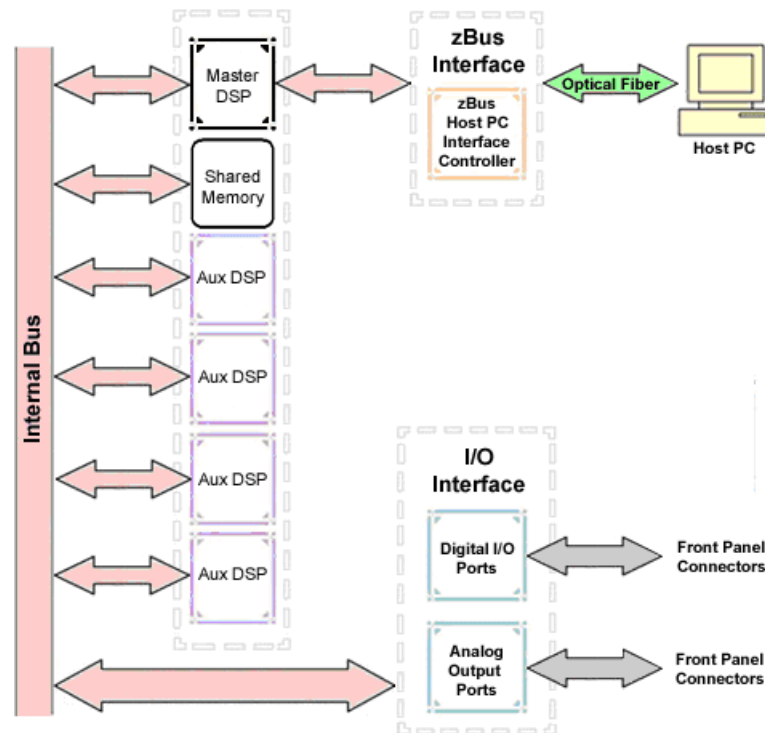 Internal Bus
Master
DSP
Shared
Memory
Aux DSP
Aux DSP
Aux DSP
Aux DSP
zBus
Interface
zBus
Host PC
Interface
Controller
Optical Fiber
Host PC
I/O
Interface
Digital I/O
Ports
Front Panel
Connectors
Analog
Output
Ports
Front Panel
Connectors